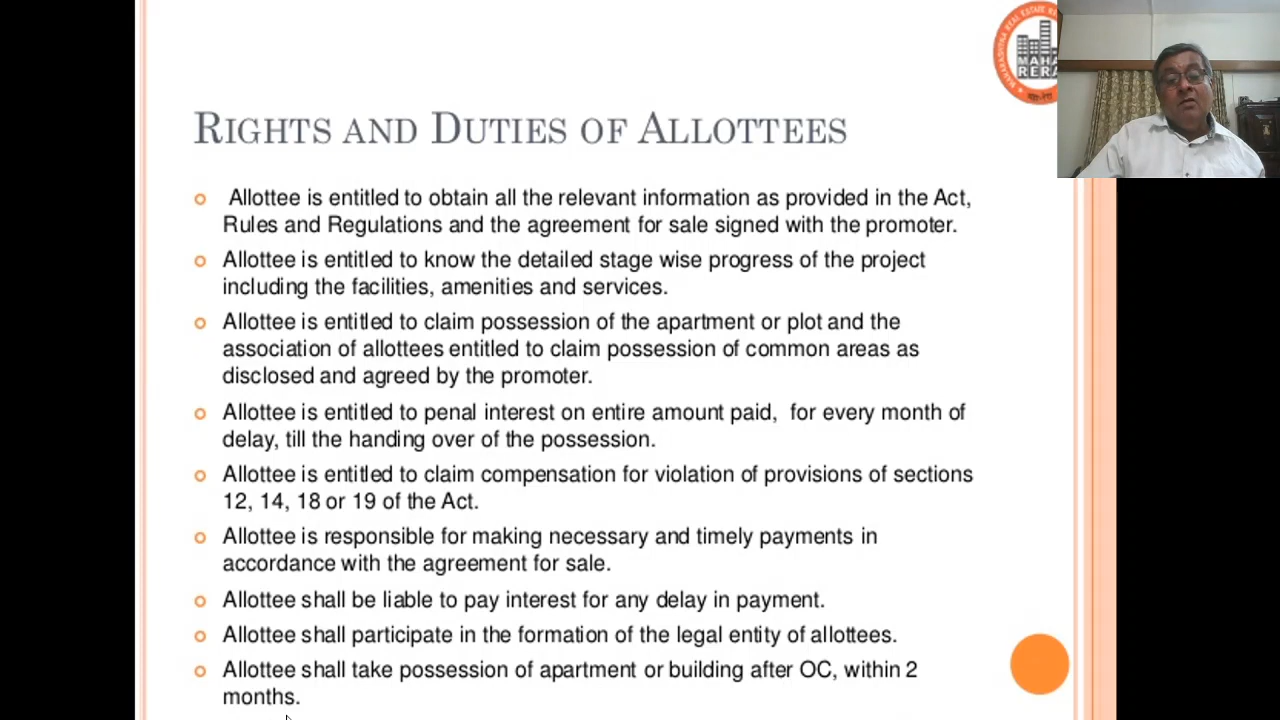 MAHARASHTRA REAL ESTATE RE
MAHA
RERA
RIGHTS AND DUTIES OF ALLOTTEES
Allottee is entitled to obtain all the relevant information as provided in the Act,
Rules and Regulations and the agreement for sale signed with the promoter.
Allottee is entitled to know the detailed stage wise progress of the project
including the facilities, amenities and services.
Allottee is entitled to claim possession of the apartment or plot and the
association of allottees entitled to claim possession of common areas as
disclosed and agreed by the promoter.
Allottee is entitled to penal interest on entire amount paid,  for every month of
delay, till the handing over of the possession.
Allottee is entitled to claim compensation for violation of provisions of sections
12, 14, 18 or 19 of the Act.
Allottee is responsible for making necessary and timely payments in
accordance with the agreement for sale.
Allottee shall be liable to pay interest for any delay in payment.
Allottee shall participate in the formation of the legal entity of allottees.
Allottee shall take possession of apartment or building after OC, within 2
months.